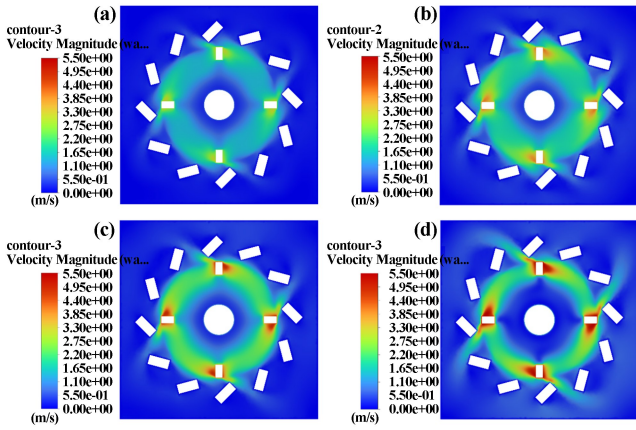 (a)
contour-3
Velocity Magnitude (wa...
5.50e+00
4.95e+00
4.40e+00
3.85e+00
3.30e+00
2.75e+00
2.20e+00
1.65e+00
1.10e+00
5.50e-01
0.00e+00
(m/s)
(b)
contour-2
Velocity Magnitude (wa...
5.50e+00
4.95e+00
4.40e+00
3.85e+00
3.30e+00
2.75e+00
2.20e+00
1.65e+00
1.10e+00
5.50e-01
0.00e+00
(m/s)
(c)
contour-3
Velocity Magnitude (wa...
5.50e+00
4.95e+00
4.40e+00
3.85e+00
3.30e+00
2.75e+00
2.20e+00
1.65e+00
1.10e+00
5.50e-01
0.00e+00
(m/s)
(d)
contour-3
Velocity Magnitude (wa...
5.50e+00
4.95e+00
4.40e+00
3.85e+00
3.30e+00
2.75e+00
2.20e+00
1.65e+00
1.10e+00
5.50e-01
0.00e+00
(m/s)